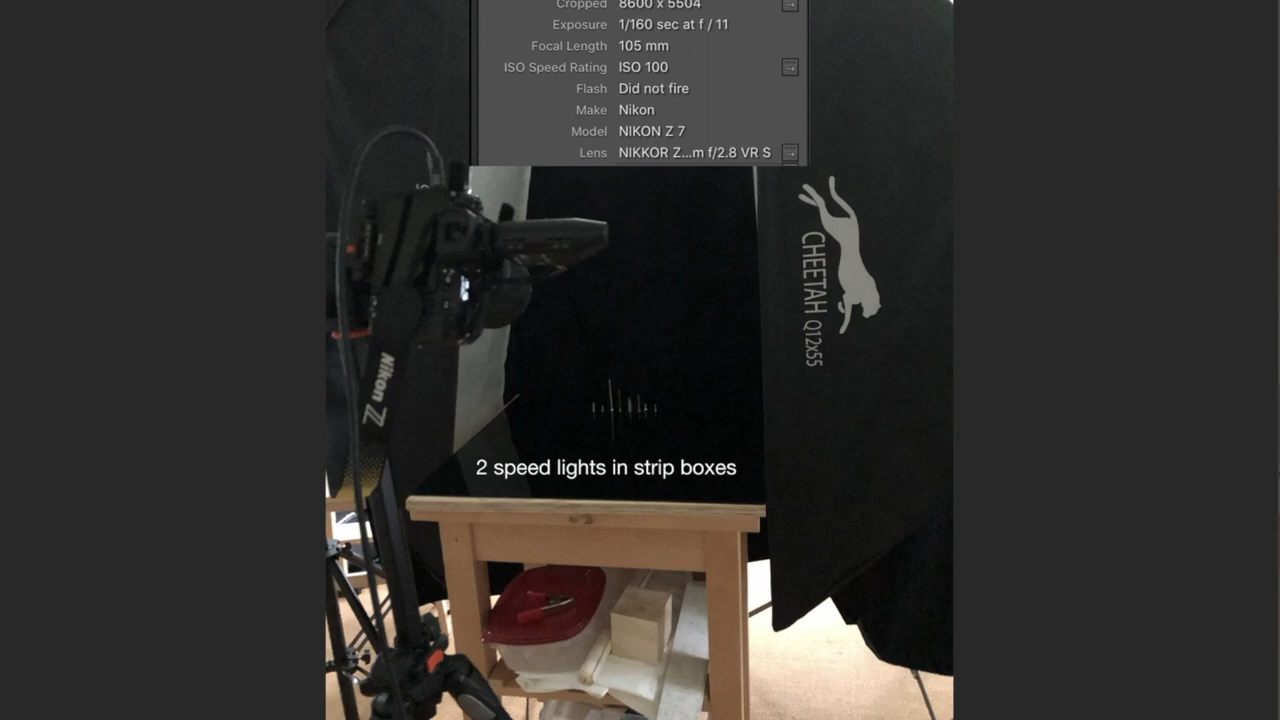 Cropped 8600 x 5504
Exposure 1/160 sec at f / 11
Focal Length 105 mm
ISO Speed Rating ISO 100
Flash Did not fire
Make Nikon
Model NIKON Z 7
Lens NIKKOR Z...m f/2.8 VR S
CHEETAH Q12x55
Nikon Z
2 speed lights in strip boxes